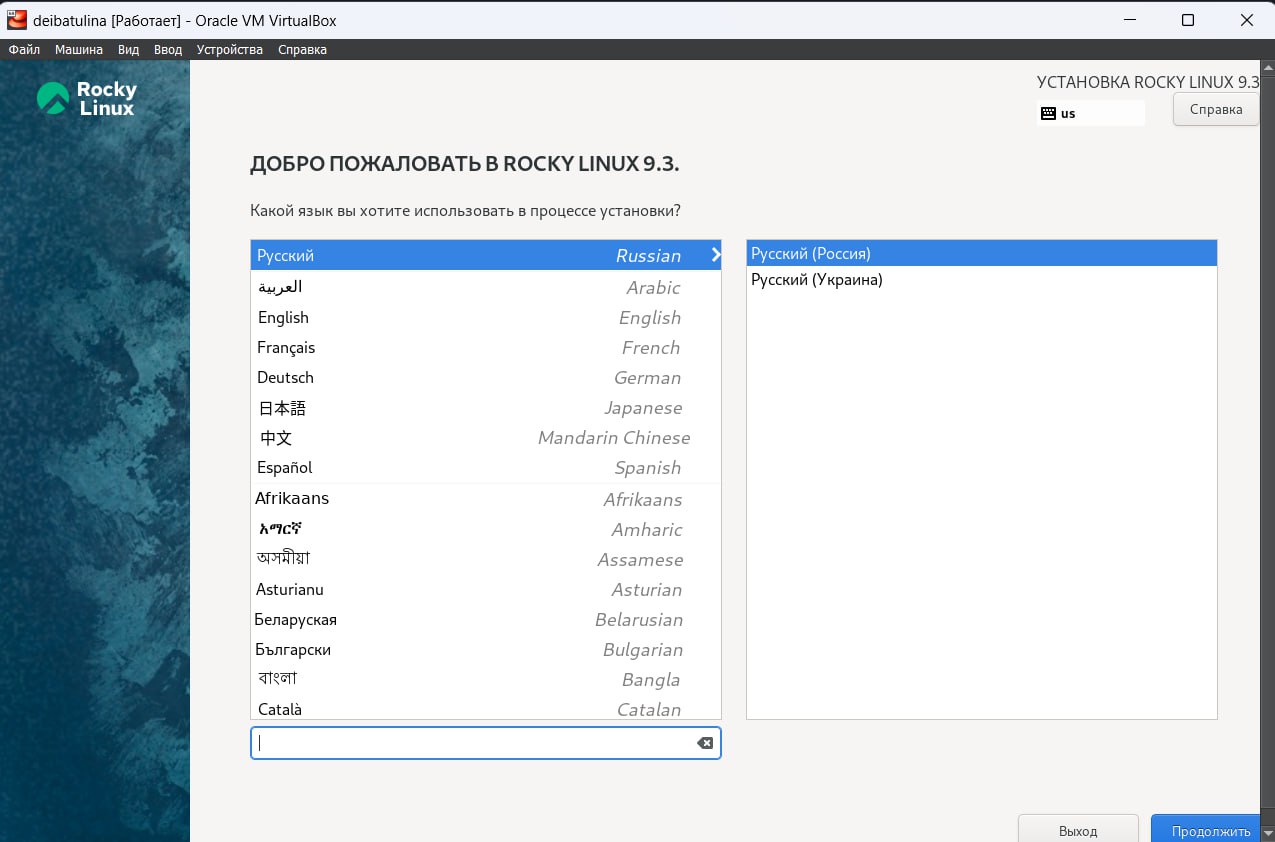 deibatulina [Работает] - Oracle VM VirtualBox
Файл Машина Вид Ввод Устройства Справка
Rocky
Linux
УСТАНОВКА ROCKY LINUX 9.3
us
Справка
ДОБРО ПОЖАЛОВАТЬ В ROCKY LINUX 9.3.
Какой язык вы хотите использовать в процессе установки?
Русский Russian
العربية Arabic
English English
Français French
Deutsch German
日本語 Japanese
中文 Mandarin Chinese
Español Spanish
Afrikaans Afrikaans
አማርኛ Amharic
অসমীয়া Assamese
Asturianu Asturian
Беларуская Belarusian
Български Bulgarian
বাংলা Bangla
Català Catalan
Русский (Россия)
Русский (Украина)
Выход Продолжить